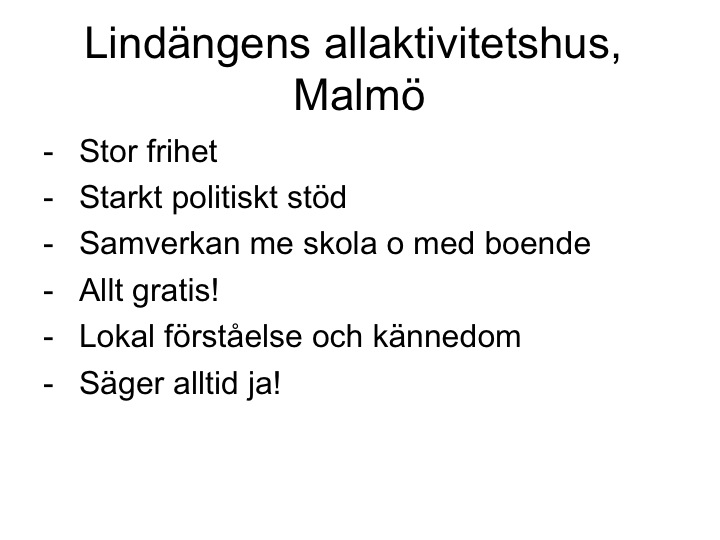 Lindängens allaktivitetshus,
Malmö
- Stor frihet
- Starkt politiskt stöd
- Samverkan me skola o med boende
- Allt gratis!
- Lokal förståelse och kännedom
- Säger alltid ja!